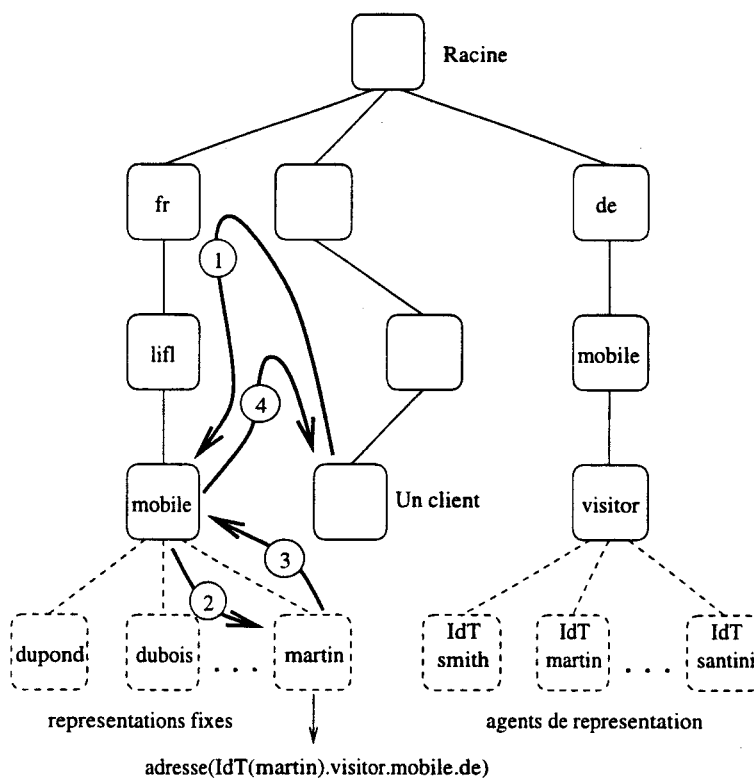 Racine
fr
de
1
lifl
mobile
4
mobile
Un client
visitor
3
2
dupond
dubois
. . .
martin
IdT
smith
IdT
martin
. . .
IdT
santini
representations fixes
agents de representation
adresse(IdT(martin).visitor.mobile.de)